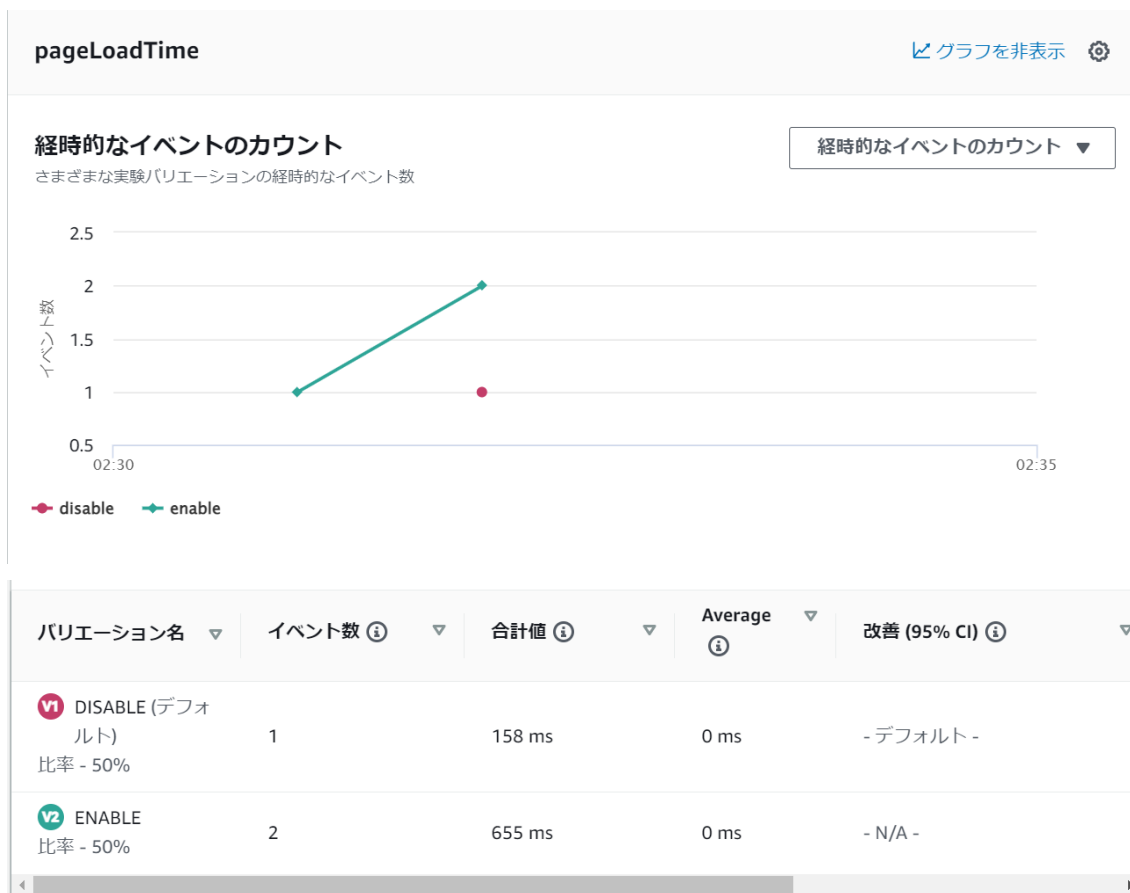 pageLoadTime
グラフを非表示
経時的なイベントのカウント
経時的なイベントのカウント ▼
さまざまな実験バリエーションの経時的なイベント数
イベント数
2.5
2
1.5
1
0.5
02:30
02:35
disable
enable
バリエーション名
イベント数
合計値
Average
改善 (95% CI)
V1 DISABLE (デフォ
ルト)
比率 - 50%
1
158 ms
0 ms
- デフォルト -
V2 ENABLE
比率 - 50%
2
655 ms
0 ms
- N/A -